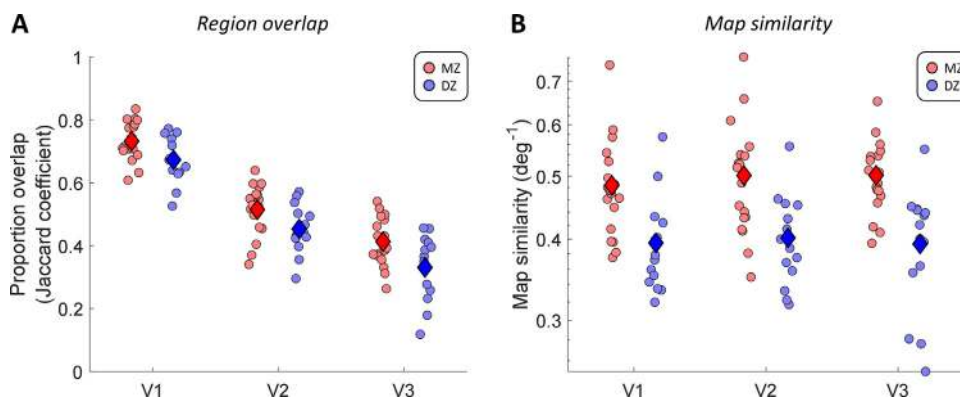 A
Region overlap
MZ
DZ
Proportion overlap
(Jaccard coefficient)
1
0.8
0.6
0.4
0.2
0
V1
V2
V3
B
Map similarity
MZ
DZ
Map similarity (deg⁻¹)
0.7
0.6
0.5
0.4
0.3
V1
V2
V3